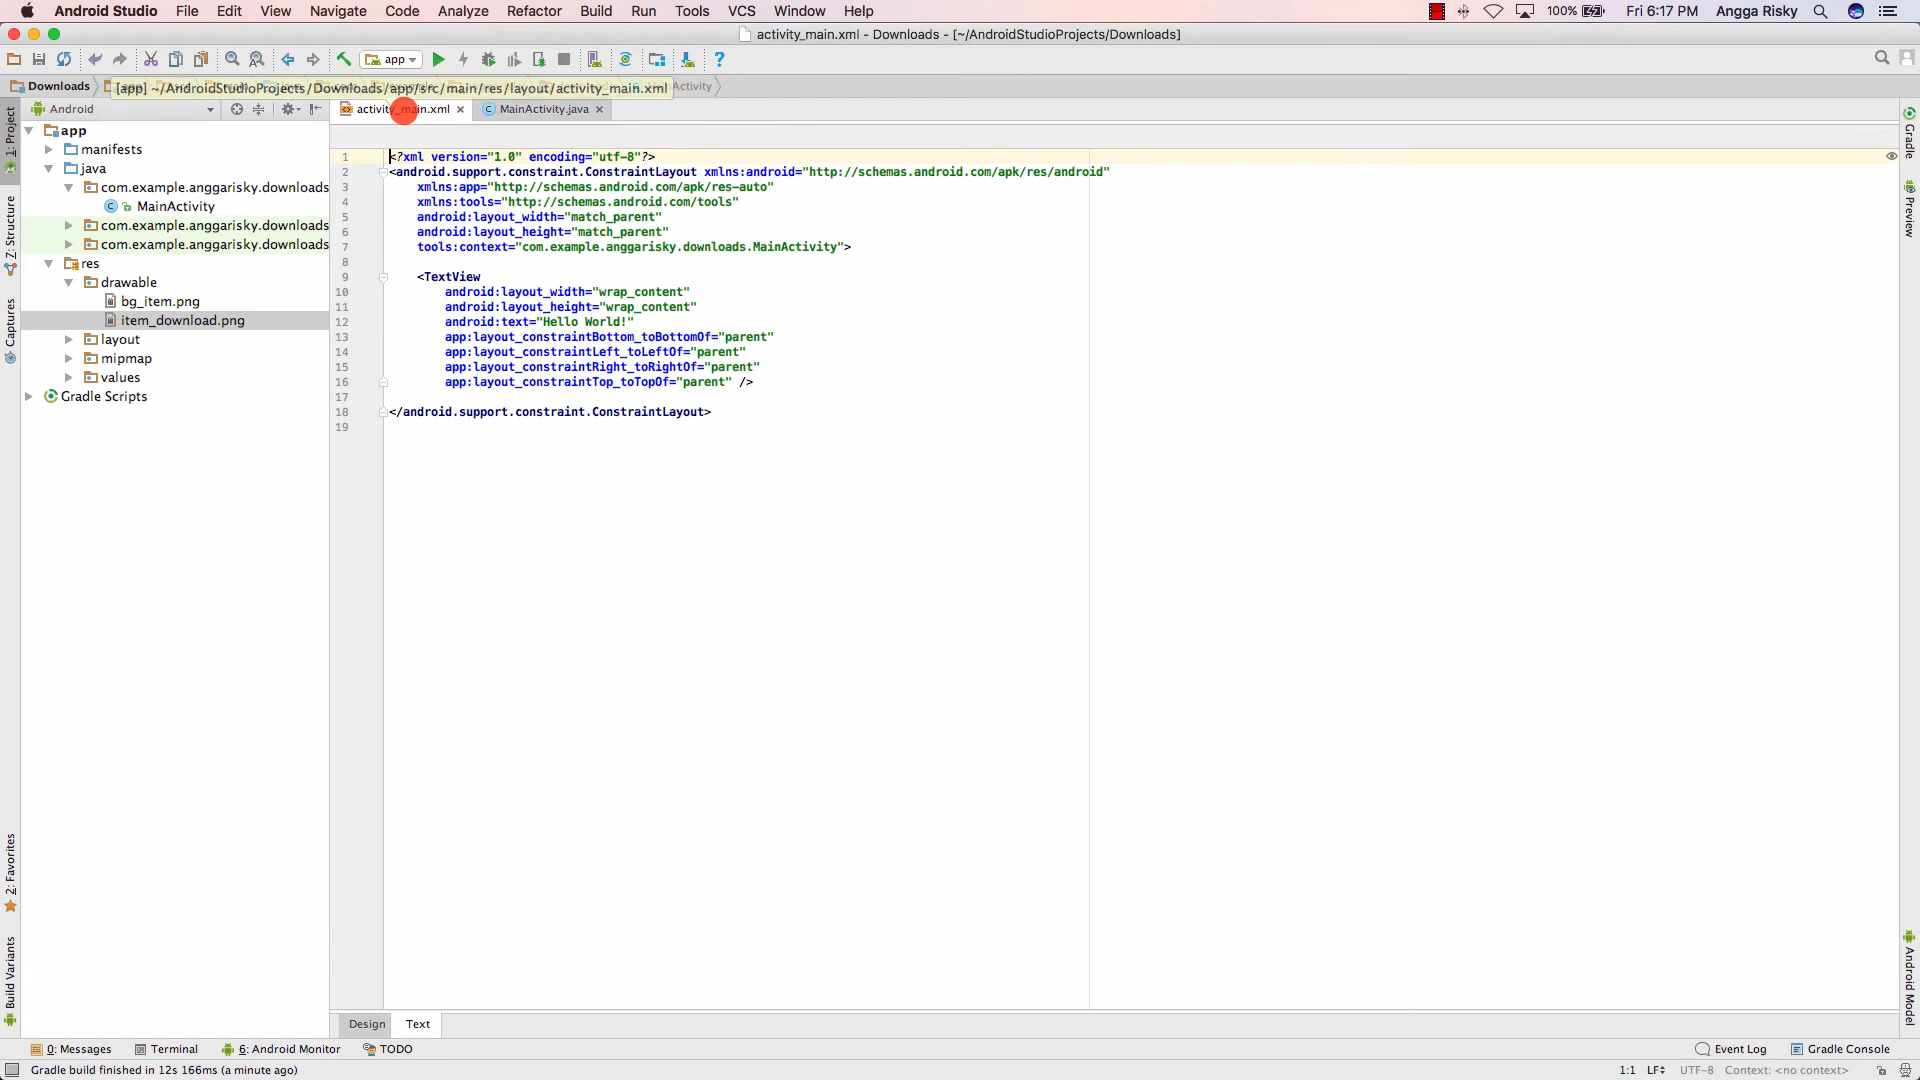 Android Studio File Edit View Navigate Code Analyze Refactor Build Run Tools VCS Window Help 100% Fri 6:17 PM Angga Risky
activity_main.xml - Downloads - [~/AndroidStudioProjects/Downloads]
app
Downloads
[app] ~/AndroidStudioProjects/Downloads/app/src/main/res/layout/activity_main.xml
Android
activity_main.xml
MainActivity.java
1: Project
Z: Structure
Captures
2: Favorites
Build Variants
app
manifests
java
com.example.anggarisky.downloads
MainActivity
com.example.anggarisky.downloads
com.example.anggarisky.downloads
res
drawable
bg_item.png
item_download.png
layout
mipmap
values
Gradle Scripts
1 <?xml version="1.0" encoding="utf-8"?>
2 <android.support.constraint.ConstraintLayout xmlns:android="http://schemas.android.com/apk/res/android"
3 xmlns:app="http://schemas.android.com/apk/res-auto"
4 xmlns:tools="http://schemas.android.com/tools"
5 android:layout_width="match_parent"
6 android:layout_height="match_parent"
7 tools:context="com.example.anggarisky.downloads.MainActivity">
8
9 <TextView
10 android:layout_width="wrap_content"
11 android:layout_height="wrap_content"
12 android:text="Hello World!"
13 app:layout_constraintBottom_toBottomOf="parent"
14 app:layout_constraintLeft_toLeftOf="parent"
15 app:layout_constraintRight_toRightOf="parent"
16 app:layout_constraintTop_toTopOf="parent" />
17
18 </android.support.constraint.ConstraintLayout>
19
Gradle
Preview
Android Model
Design Text
0: Messages Terminal 6: Android Monitor TODO Event Log Gradle Console
Gradle build finished in 12s 166ms (a minute ago) 1:1 LF UTF-8 Context: <no context>